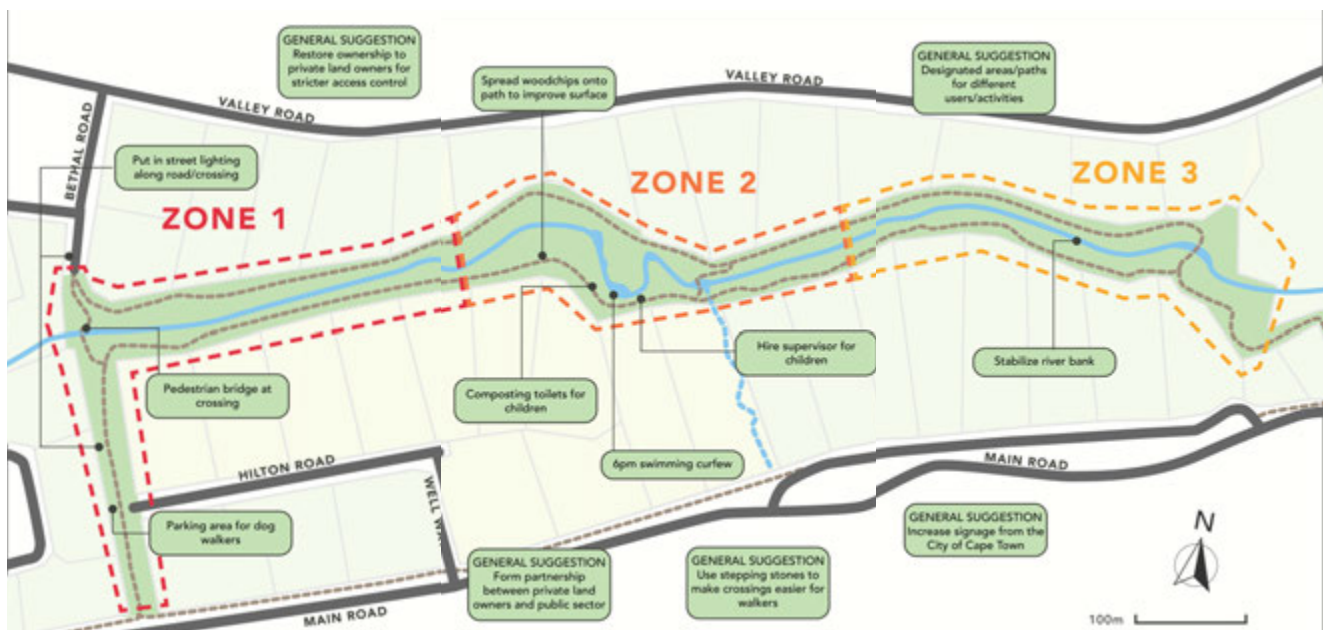 GENERAL SUGGESTION
Restore ownership to
private land owners for
stricter access control
Spread woodchips onto
path to improve surface
VALLEY ROAD
GENERAL SUGGESTION
Designated areas/paths
for different
users/activities
VALLEY ROAD
BETHAL ROAD
Put in street lighting
along road/crossing
ZONE 1
ZONE 2
ZONE 3
Pedestrian bridge at
crossing
Composting toilets for
children
Hire supervisor for
children
Stabilize river bank
6pm swimming curfew
HILTON ROAD
WELL WA
MAIN ROAD
Parking area for dog
walkers
GENERAL SUGGESTION
Form partnership
between private land
owners and public sector
GENERAL SUGGESTION
Use stepping stones to
make crossings easier for
walkers
GENERAL SUGGESTION
Increase signage from the
City of Cape Town
N
MAIN ROAD
100m